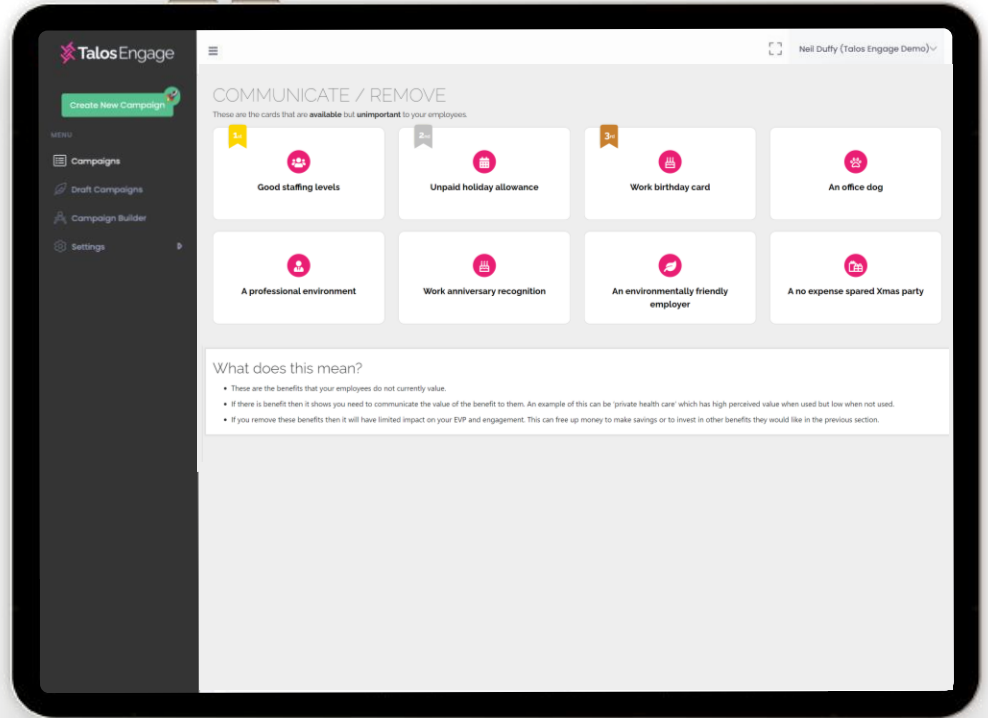 Talos Engage
Neil Duffy (Talos Engage Demo)
Create New Campaign
MENU
Campaigns
Draft Campaigns
Campaign Builder
Settings
COMMUNICATE / REMOVE
These are the cards that are available but unimportant to your employees.
1st
2nd
3rd
Good staffing levels
Unpaid holiday allowance
Work birthday card
An office dog
A professional environment
Work anniversary recognition
An environmentally friendly
employer
A no expense spared Xmas party
What does this mean?
These are the benefits that your employees do not currently value.
If there is benefit then it shows you need to communicate the value of the benefit to them. An example of this can be 'private health care' which has high perceived value when used but low when not used.
If you remove these benefits then it will have limited impact on your EVP and engagement. This can free up money to make savings or to invest in other benefits they would like in the previous section.